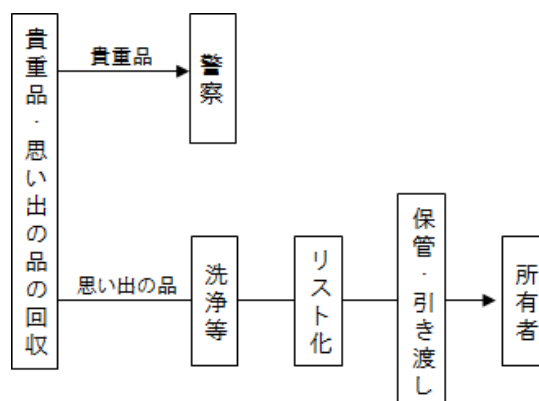 貴重品・思い出の品の回収
貴重品
警察
思い出の品
洗浄等
リスト化
保管・引き渡し
所有者